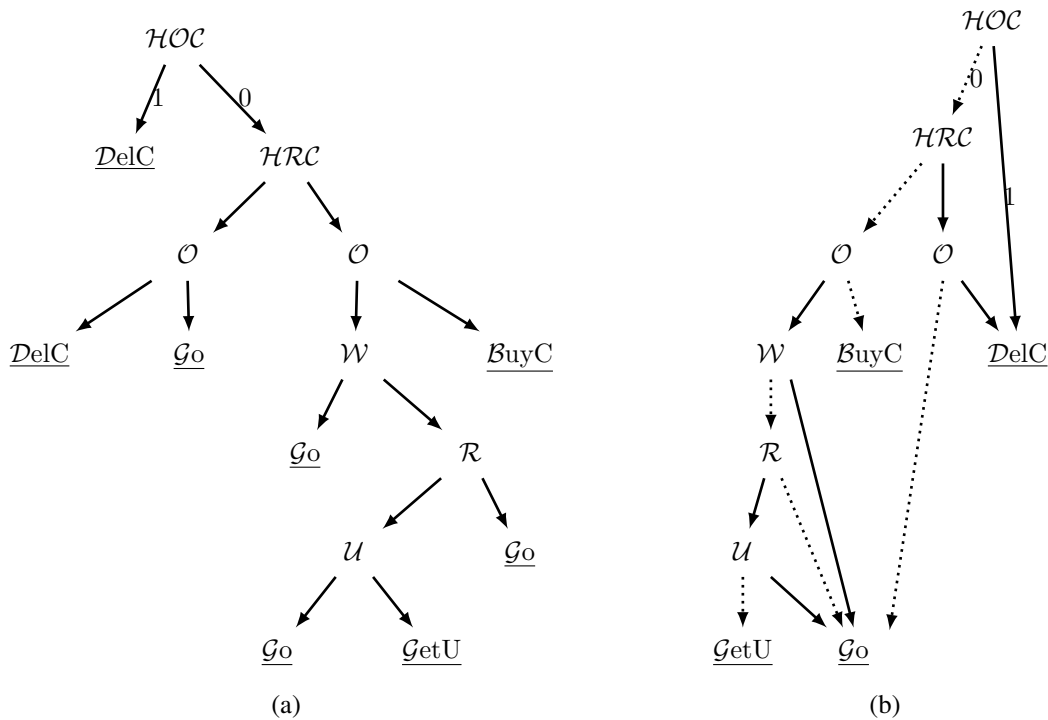 HOC
HOC
1 0
0
DelC HRC
HRC
1
O O
O O
DelC Go W BuyC
W BuyC DelC
Go R
R
U Go
U
Go GetU
GetU Go
(a) (b)